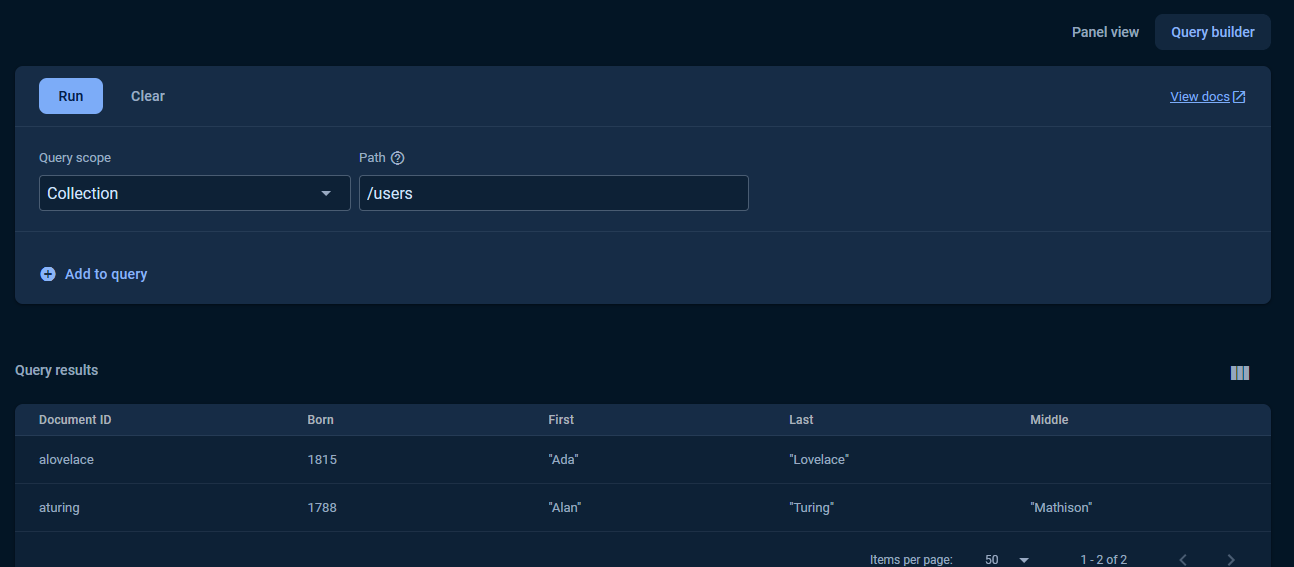 Panel view Query builder
Run Clear View docs
Query scope Path
Collection /users
Add to query
Query results
Document ID Born First Last Middle
alovelace 1815 "Ada" "Lovelace"
aturing 1788 "Alan" "Turing" "Mathison"
Items per page: 50 1 - 2 of 2